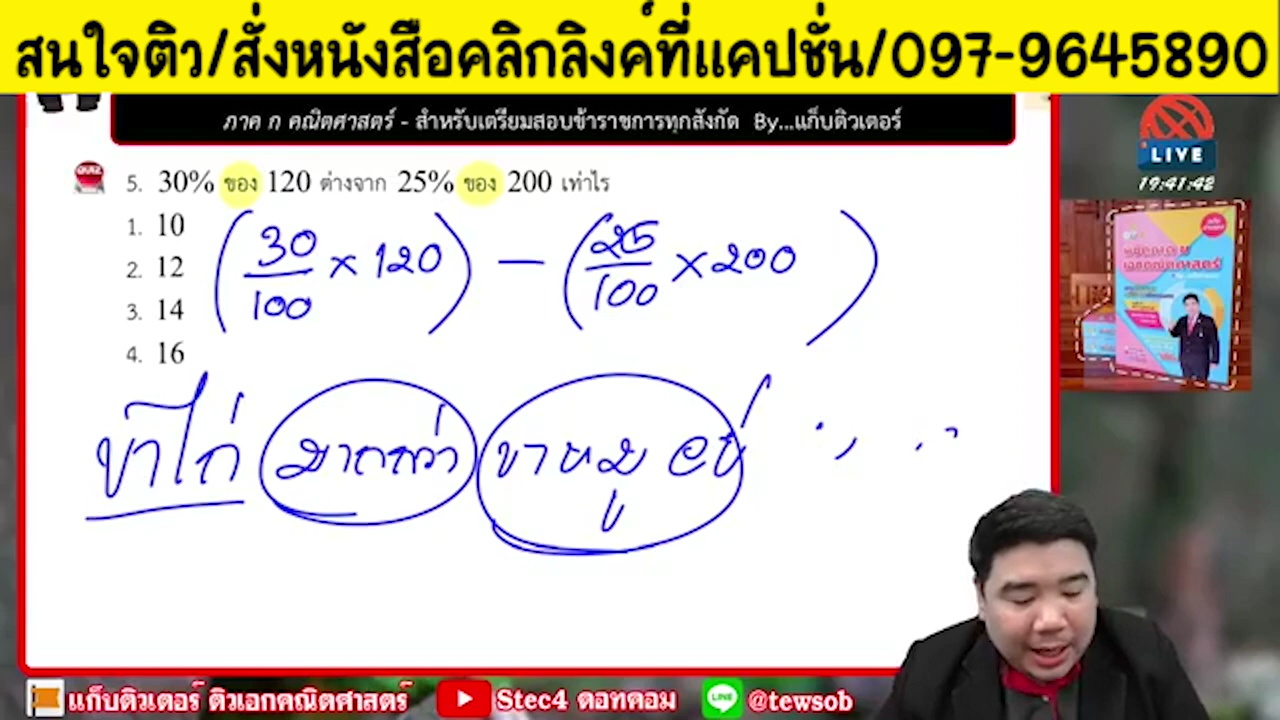 สนใจติว/สั่งหนังสือคลิกลิงค์ที่แคปชั่น/097-9645890
ภาค ก คณิตศาสตร์ - สำหรับเตรียมสอบข้าราชการทุกสังกัด By...แก็บติวเตอร์
LIVE
19:41:42
QUIZ
5. 30% ของ 120 ต่างจาก 25% ของ 200 เท่าไร
1. 10
2. 12
3. 14
4. 16
(30/100 × 120) - (25/100 × 200)
ขาไก่ มากกว่า ขาหมู อยู่
แก็บติวเตอร์ ติวเอกคณิตศาสตร์
Stec4 ดอทคอม
LINE @tewsob